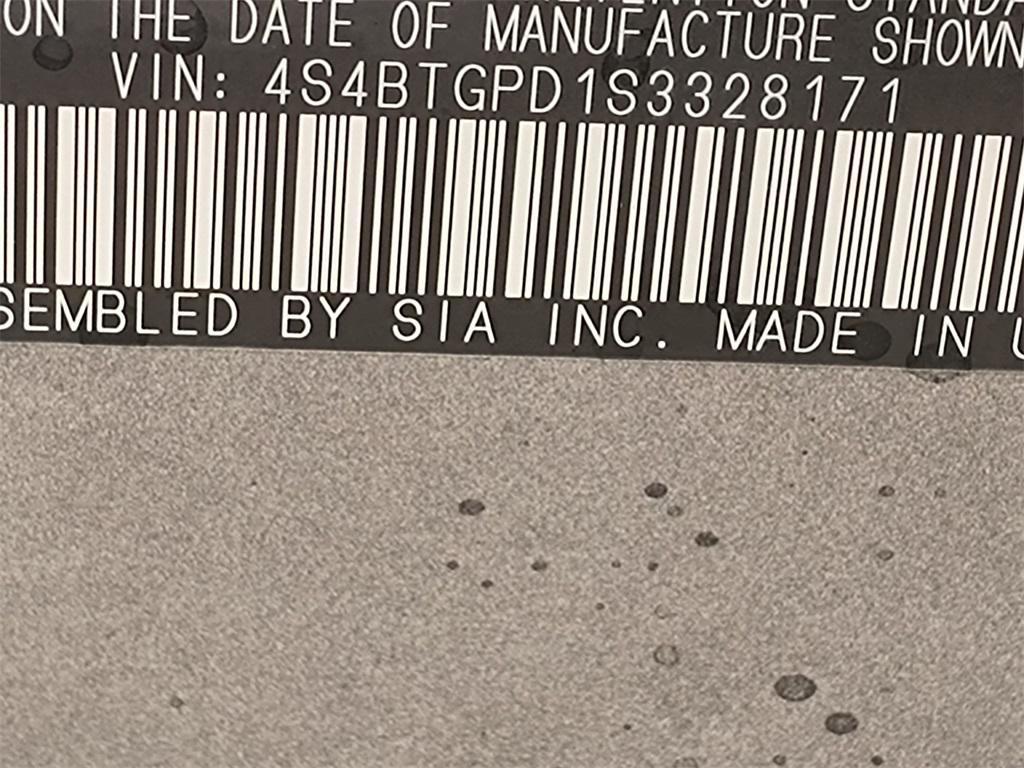 ON THE DATE OF MANUFACTURE SHOWN
VIN: 4S4BTGPD1S3328171
SEMBLED BY SIA INC. MADE IN U